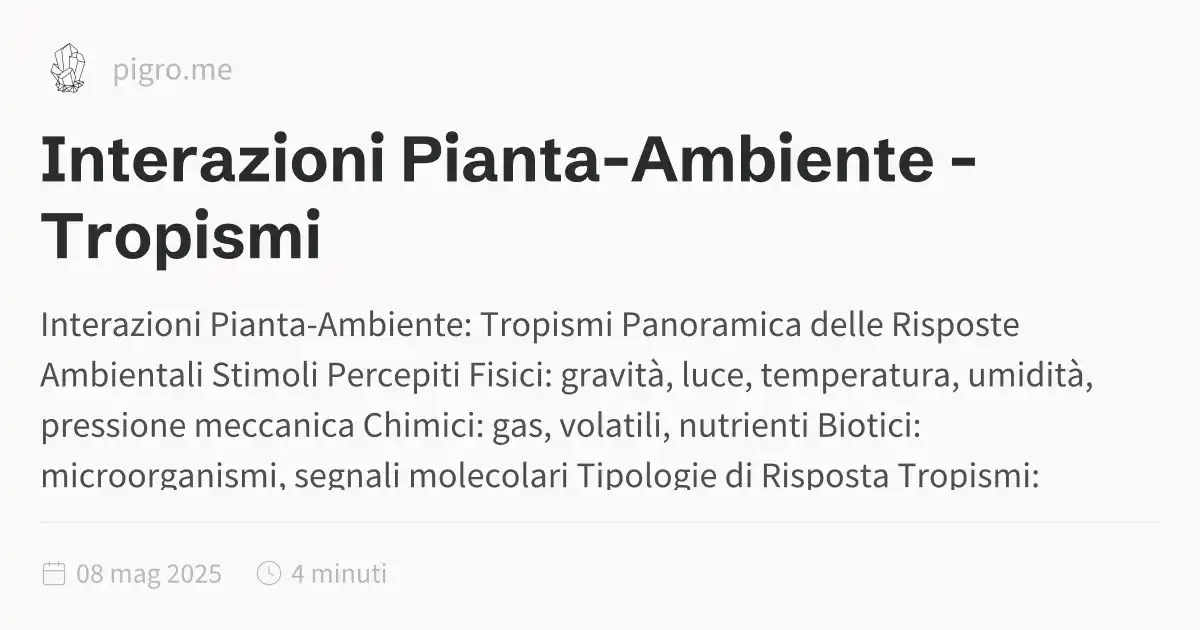 pigro.me
Interazioni Pianta-Ambiente -
Tropismi
Interazioni Pianta-Ambiente: Tropismi Panoramica delle Risposte
Ambientali Stimoli Percepiti Fisici: gravità, luce, temperatura, umidità,
pressione meccanica Chimici: gas, volatili, nutrienti Biotici:
microorganismi, segnali molecolari Tipologie di Risposta Tropismi:
08 mag 2025 4 minuti